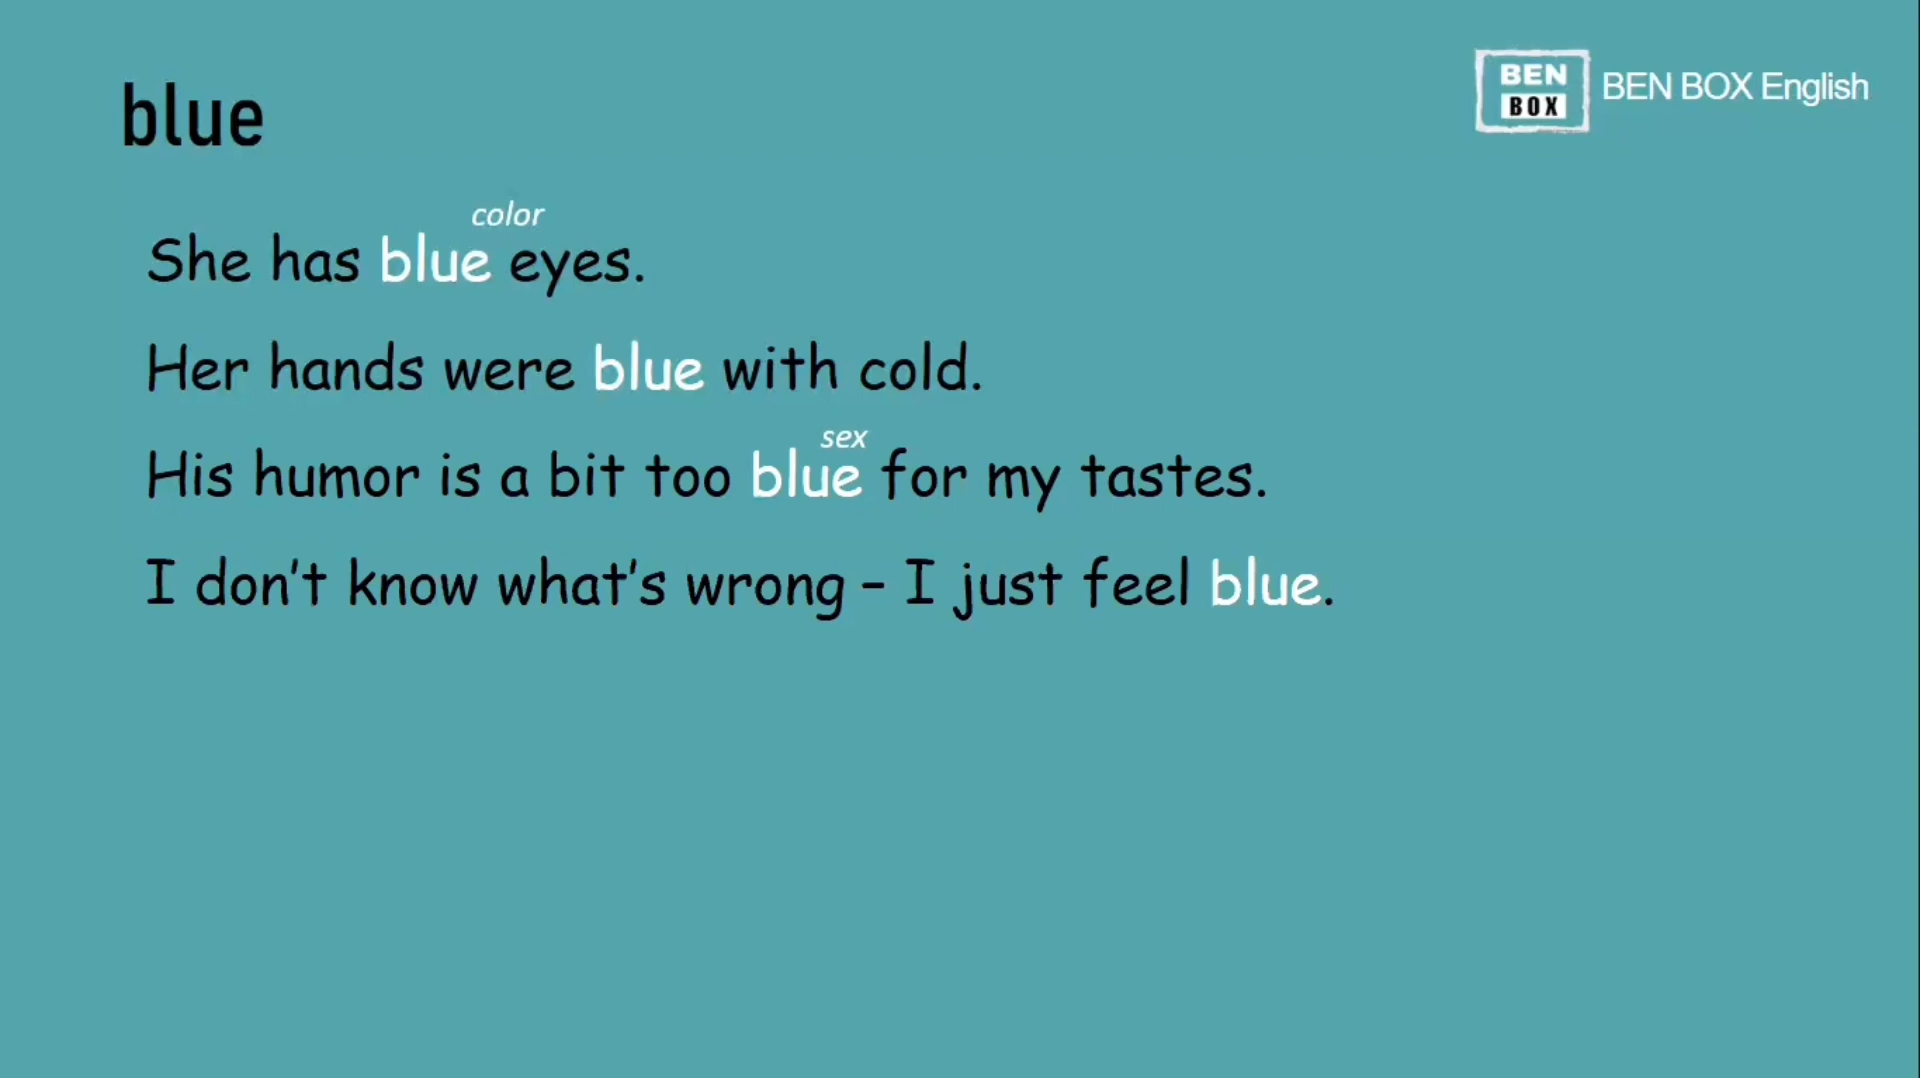 blue
BEN
BOX
BEN BOX English
color
She has blue eyes.
Her hands were blue with cold.
sex
His humor is a bit too blue for my tastes.
I don't know what's wrong – I just feel blue.